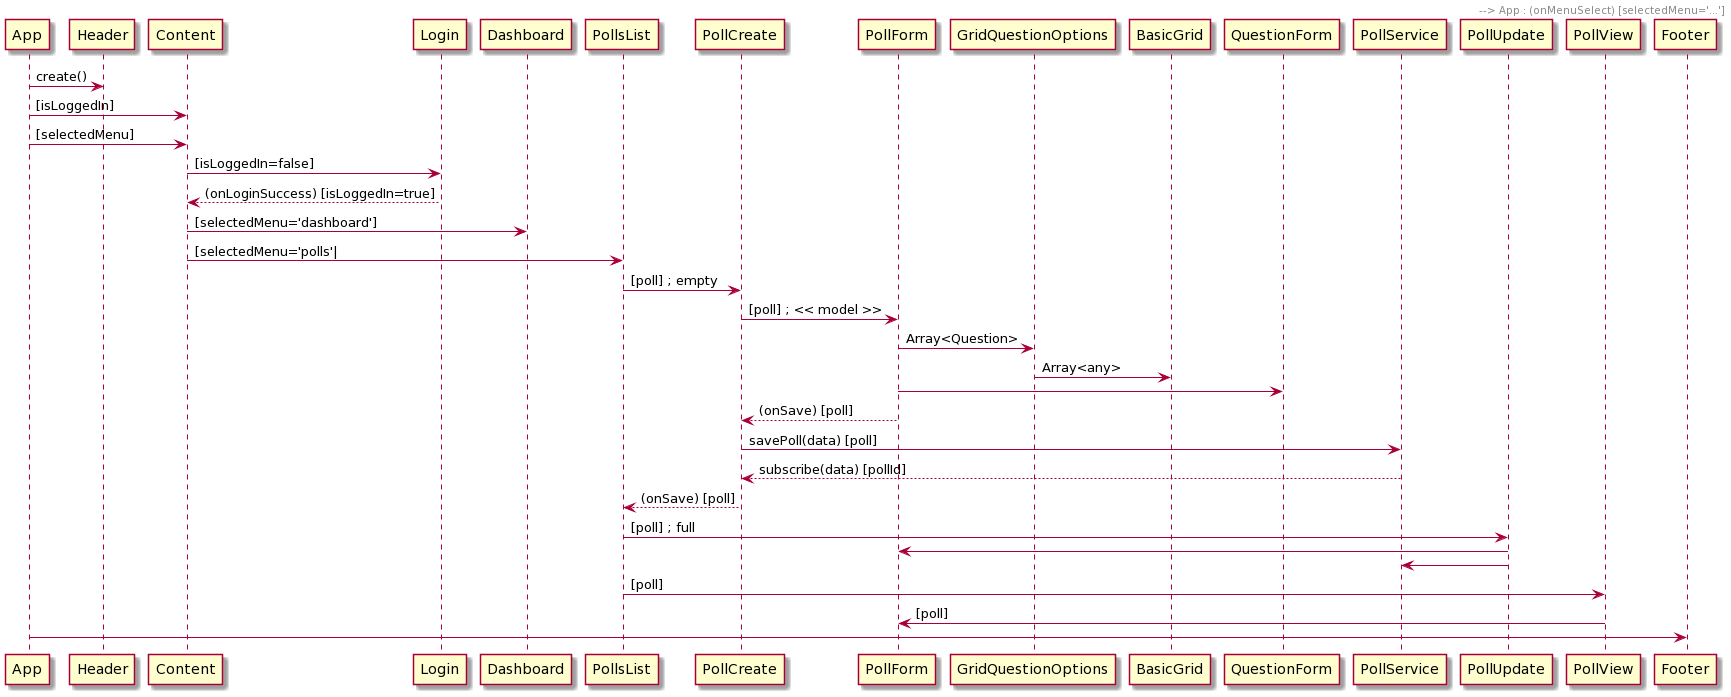 --> App : (onMenuSelect) [selectedMenu='...']
App Header Content Login Dashboard PollsList PollCreate PollForm GridQuestionOptions BasicGrid QuestionForm PollService PollUpdate PollView Footer
create()
[isLoggedIn]
[selectedMenu]
[isLoggedIn=false]
(onLoginSuccess) [isLoggedIn=true]
[selectedMenu='dashboard']
[selectedMenu='polls'|
[poll] ; empty
[poll] ; << model >>
Array<Question>
Array<any>
(onSave) [poll]
savePoll(data) [poll]
subscribe(data) [pollId]
(onSave) [poll]
[poll] ; full
[poll]
[poll]
App Header Content Login Dashboard PollsList PollCreate PollForm GridQuestionOptions BasicGrid QuestionForm PollService PollUpdate PollView Footer